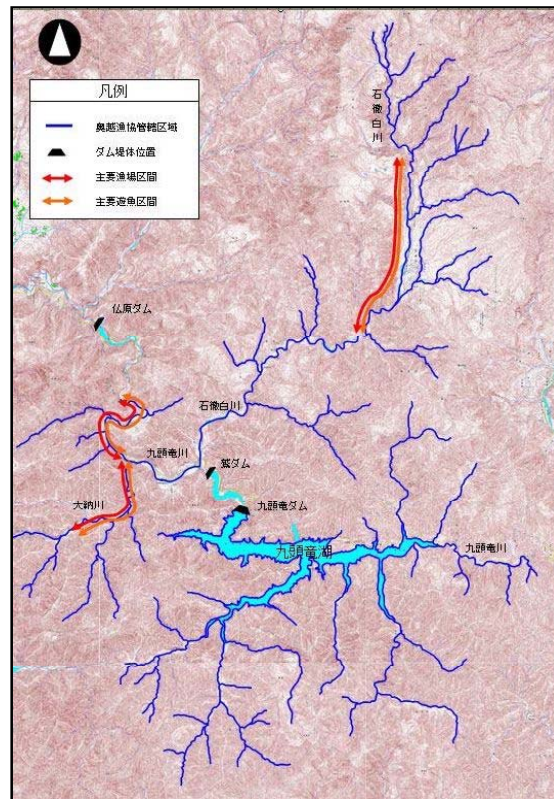 凡例
奥越漁協管轄区域
ダム堤体位置
主要漁場区間
主要遊魚区間
石徹白川
仏原ダム
石徹白川
九頭竜川
鷲ダム
大納川
九頭竜ダム
九頭竜湖
九頭竜川